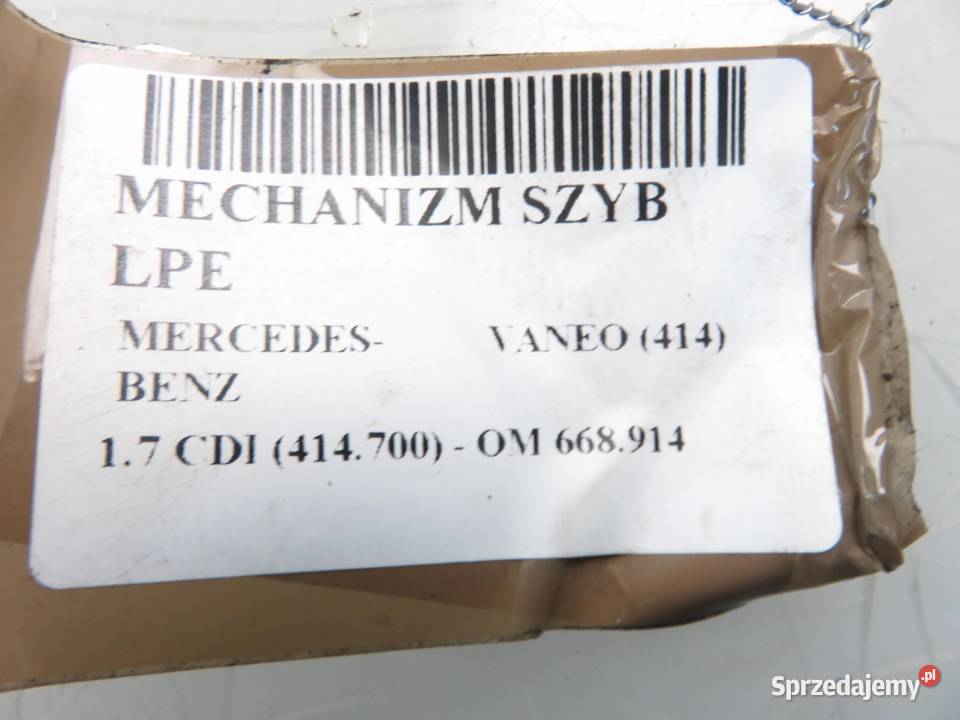 MECHANIZM SZYB
LPE
MERCEDES- VANEO (414)
BENZ
1.7 CDI (414.700) - OM 668.914
Sprzedajemy.pl